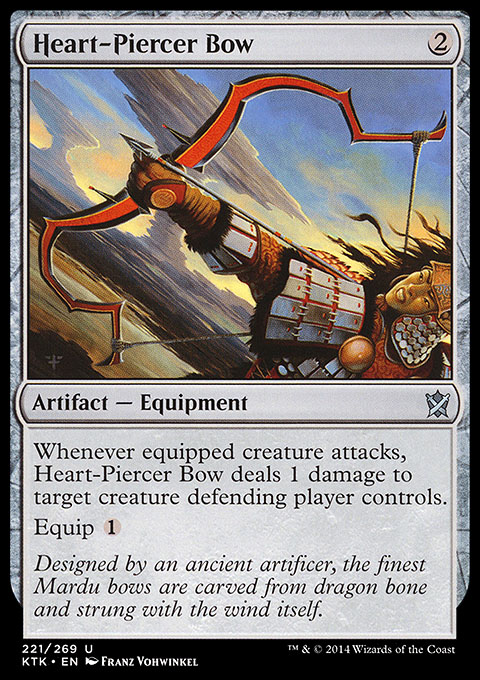 Heart-Piercer Bow 2
Artifact — Equipment
Whenever equipped creature attacks,
Heart-Piercer Bow deals 1 damage to
target creature defending player controls.
Equip 1
Designed by an ancient artificer, the finest
Mardu bows are carved from dragon bone
and strung with the wind itself.
221/269 U
KTK • EN Franz Vohwinkel
™ & © 2014 Wizards of the Coast